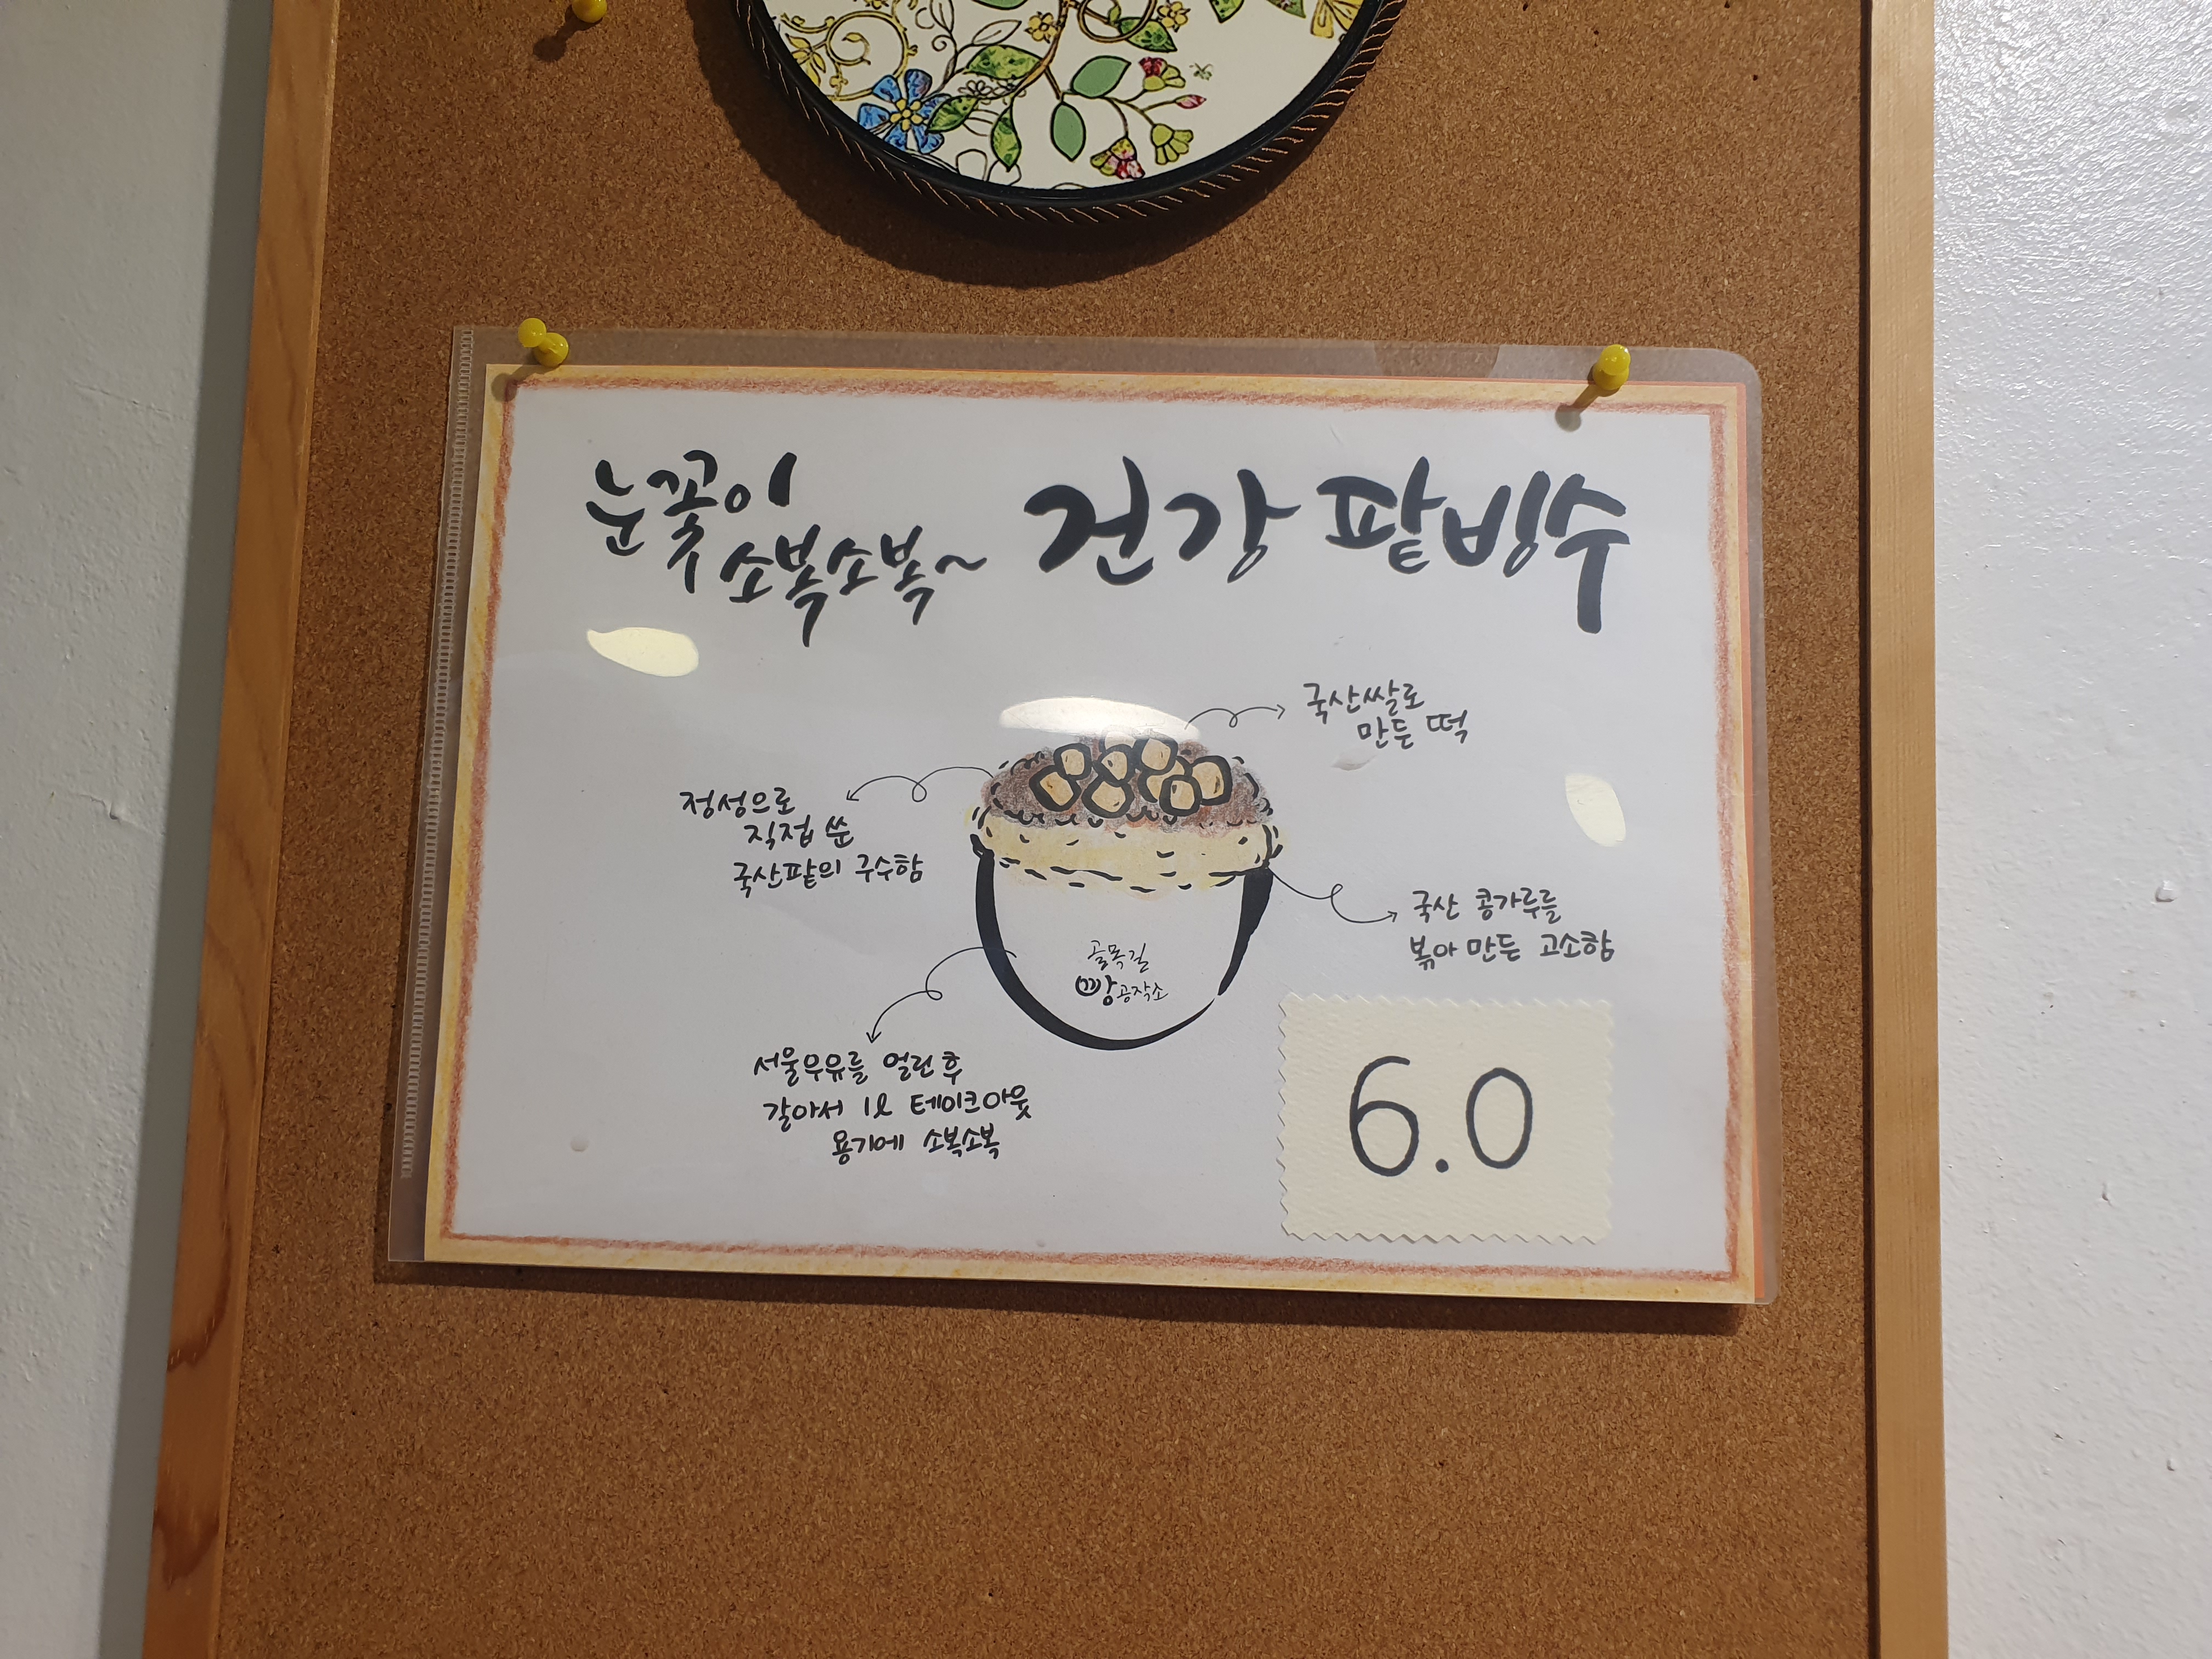 눈꽃이
소복소복~
건강 팥빙수
국산쌀로
만든 떡
정성으로
직접 쑨
국산팥의 구수함
국산 콩가루를
볶아 만든 고소함
골목길
빵공작소
서울우유를 얼린 후
갈아서 1ℓ 테이크아웃
용기에 소복소복
6.0